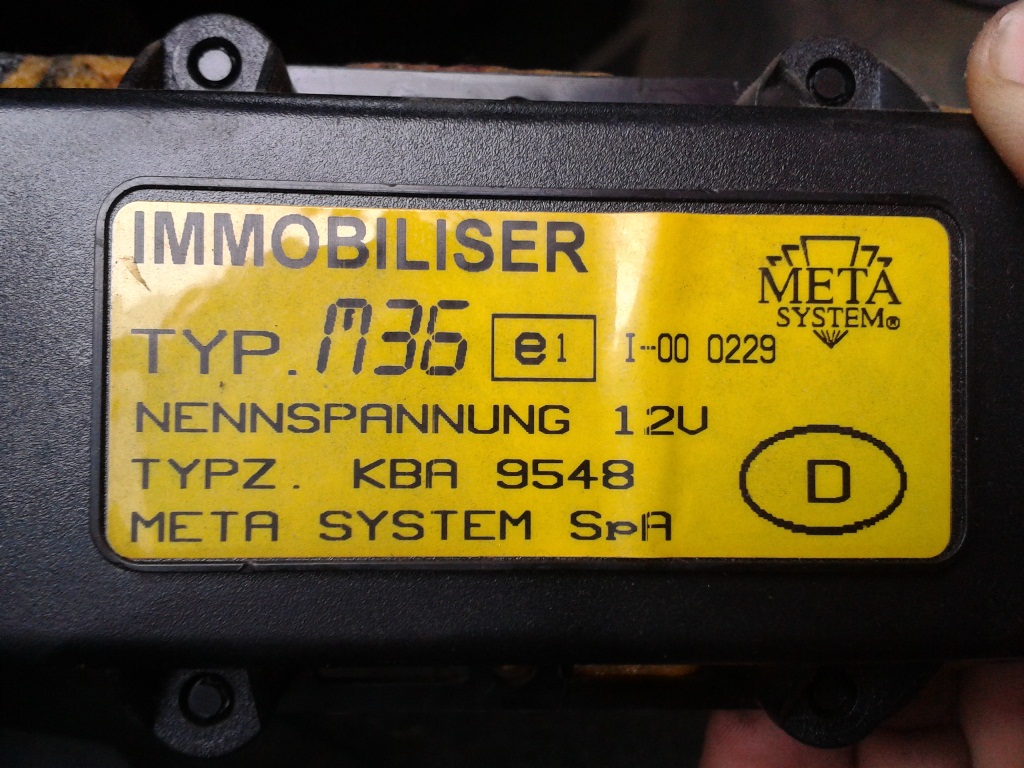 IMMOBILISER
META
SYSTEM®
TYP. M36 e1 I--00 0229
NENNSPANNUNG 12V
TYPZ. KBA 9548
D
META SYSTEM SpA